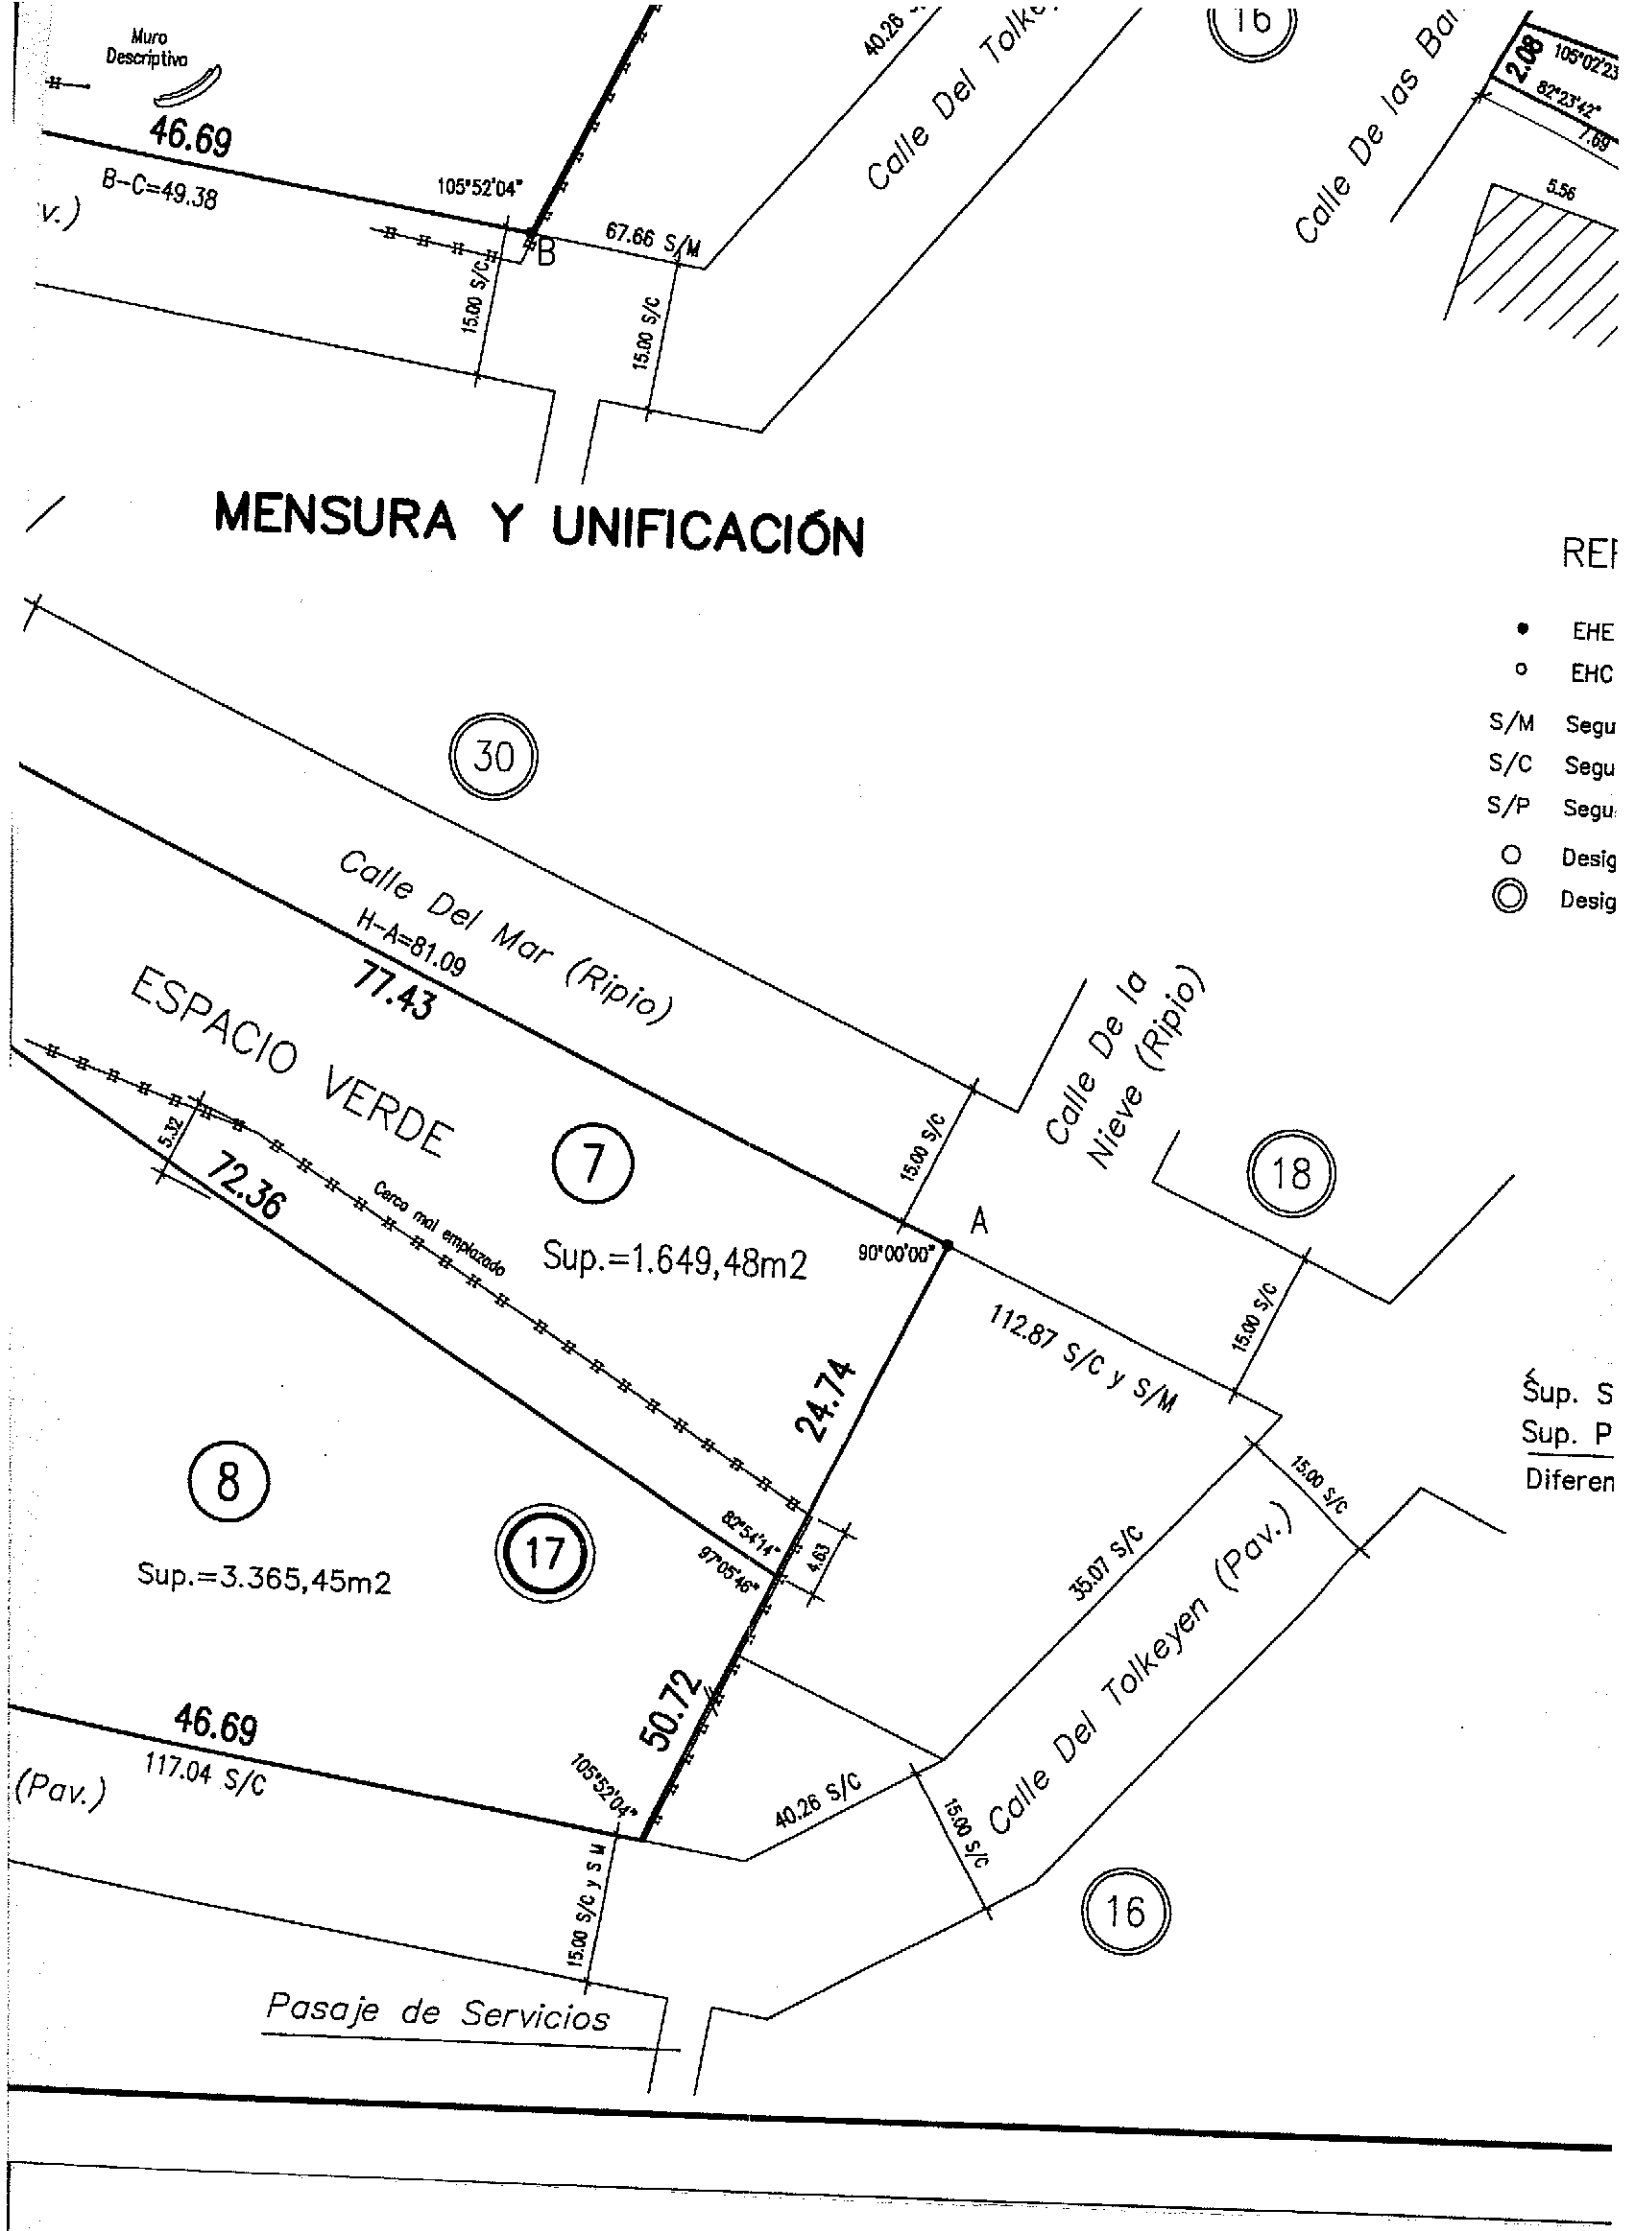 Muro
Descriptivo
46.69
B-C=49.38
v.)
105°52'04"
B
67.66 S/M
15.00 S/C
15.00 S/C
40.26
Calle Del Tolke
16
Calle De las Bar
2.08
105°02'23
82°23'42"
7.69
5.56
MENSURA Y UNIFICACIÓN
REF
EHE
EHC
S/M Segu
S/C Segu
S/P Segu
Desig
Desig
30
Calle Del Mar (Ripio)
H-A=81.09
77.43
ESPACIO VERDE
Calle De la
Nieve (Ripio)
15.00 S/C
18
5.32
72.36
Cerco mal emplazado
7
Sup.=1.649,48m2
A
90°00'00"
112.87 S/C y S/M
15.00 S/C
24.74
Sup. S
Sup. P
Diferen
8
Sup.=3.365,45m2
17
82°54'14"
97°05'46"
4.63
15.00 S/C
35.07 S/C
Calle Del Tolkeyen (Pav.)
50.72
46.69
117.04 S/C
(Pav.)
105°52'04"
40.26 S/C
15.00 S/C
15.00 S/C y S M
16
Pasaje de Servicios